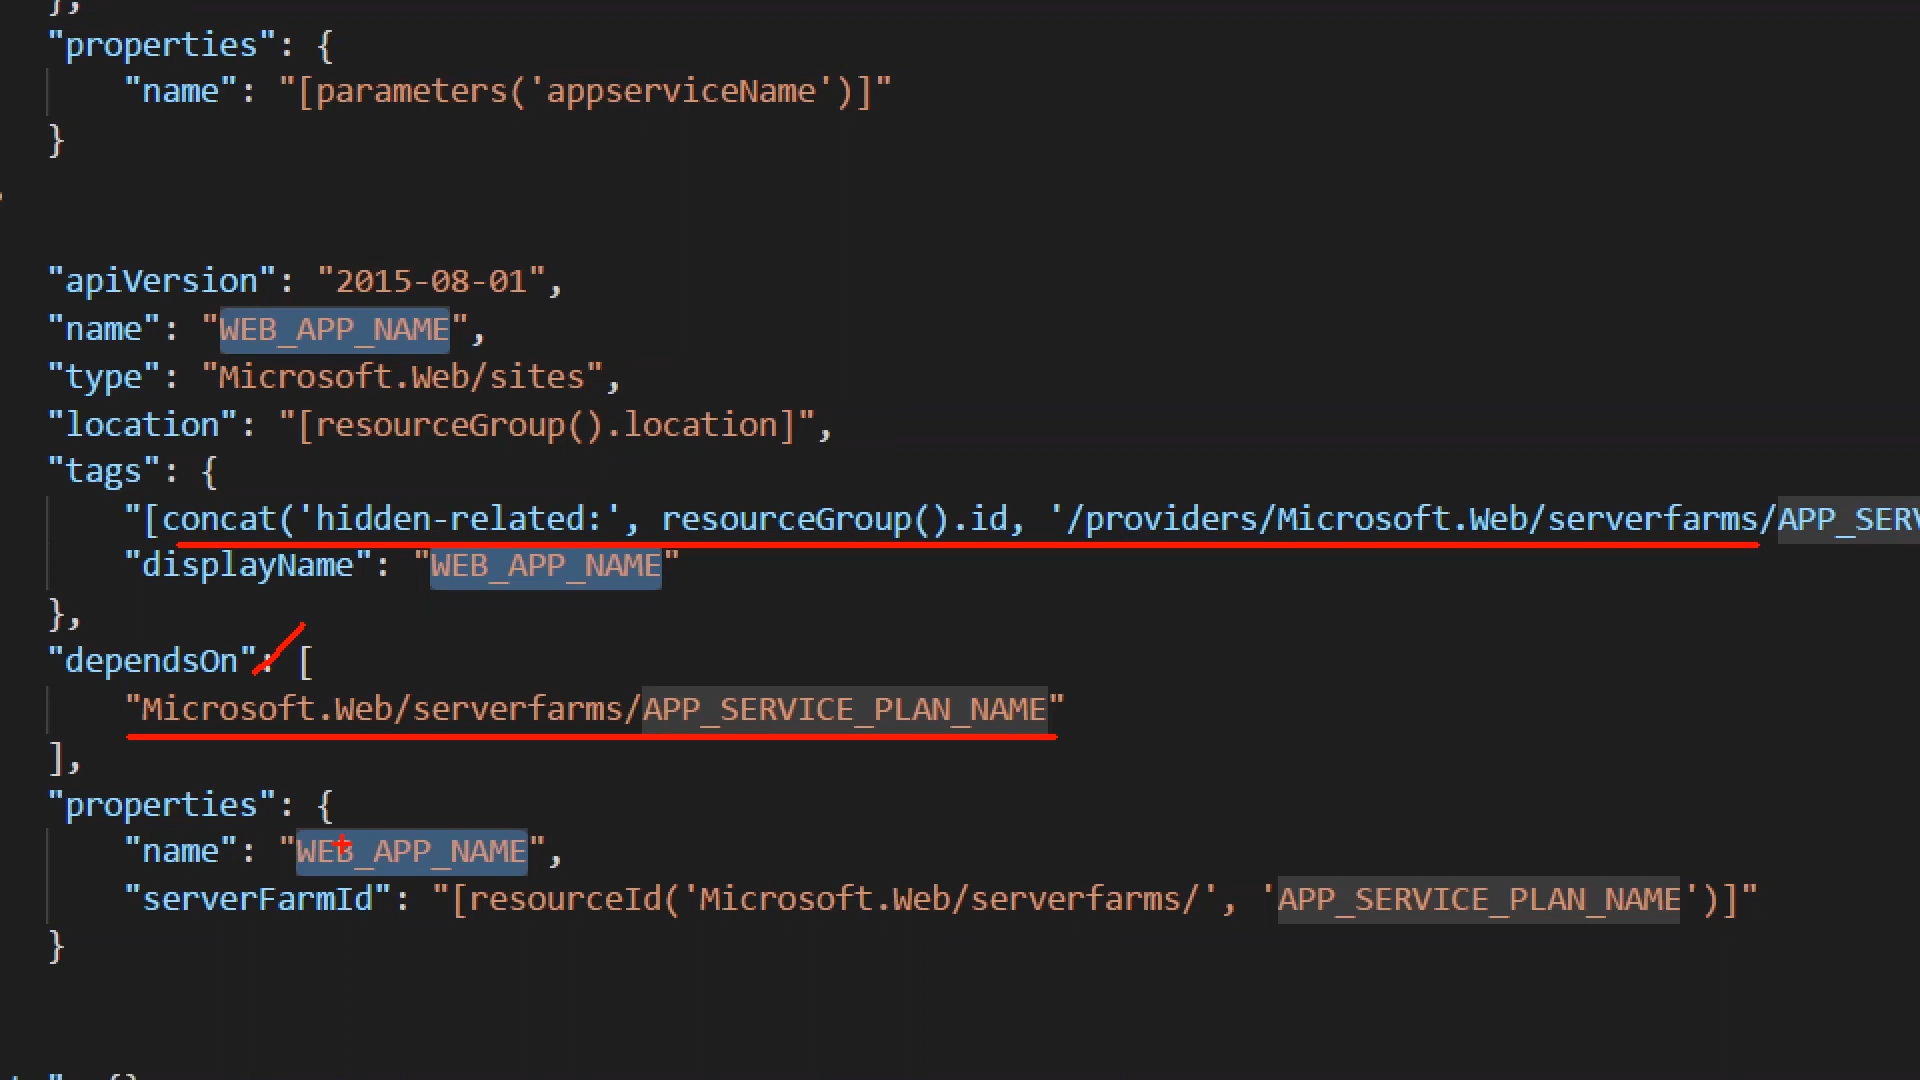 },
"properties": {
"name": "[parameters('appserviceName')]"
}
"apiVersion": "2015-08-01",
"name": "WEB_APP_NAME",
"type": "Microsoft.Web/sites",
"location": "[resourceGroup().location]",
"tags": {
"[concat('hidden-related:', resourceGroup().id, '/providers/Microsoft.Web/serverfarms/APP_SERV
"displayName": "WEB_APP_NAME"
},
"dependsOn": [
"Microsoft.Web/serverfarms/APP_SERVICE_PLAN_NAME"
],
"properties": {
"name": "WEB_APP_NAME",
"serverFarmId": "[resourceId('Microsoft.Web/serverfarms/', 'APP_SERVICE_PLAN_NAME')]"
}